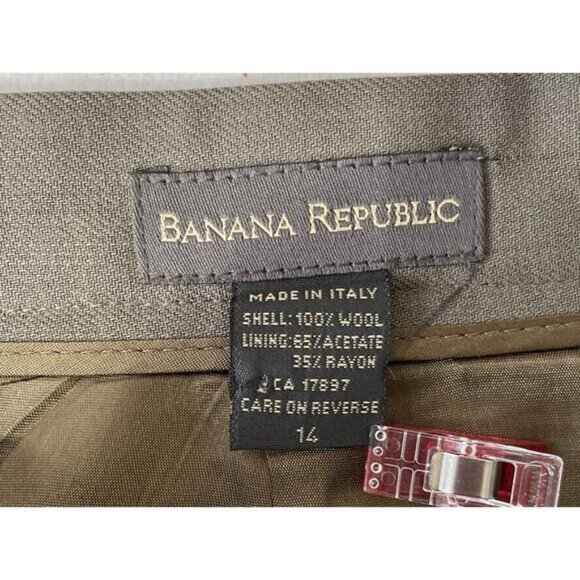 BANANA REPUBLIC
MADE IN ITALY
SHELL: 100% WOOL
LINING: 65% ACETATE
35% RAYON
CA 17897
CARE ON REVERSE
14